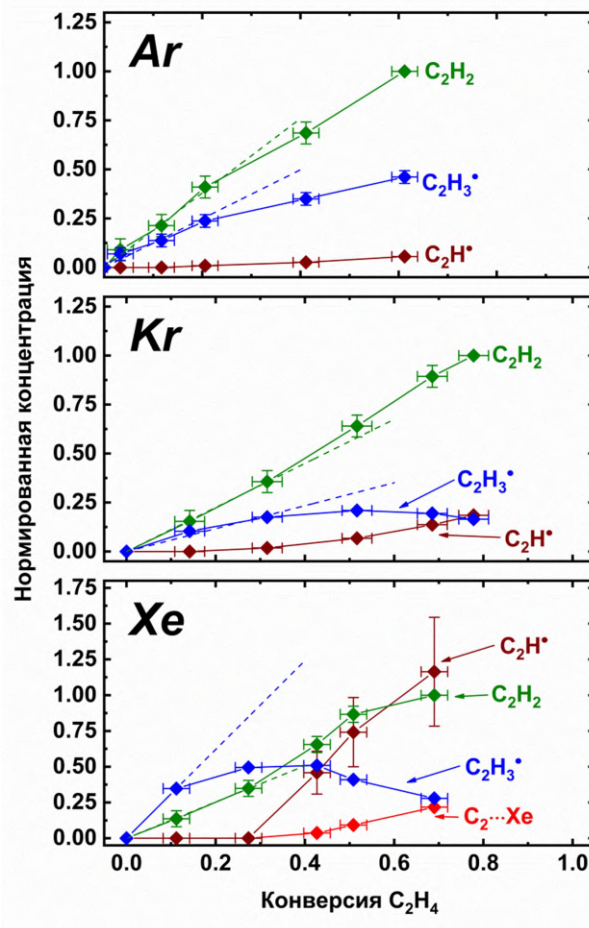 Нормированная концентрация
Ar
1.25
1.00
0.75
0.50
0.25
0.00
C₂H₂
C₂H₃•
C₂H•
Kr
1.25
1.00
0.75
0.50
0.25
0.00
C₂H₂
C₂H₃•
C₂H•
Xe
1.75
1.50
1.25
1.00
0.75
0.50
0.25
0.00
C₂H•
C₂H₂
C₂H₃•
C₂···Xe
0.0 0.2 0.4 0.6 0.8 1.0
Конверсия C₂H₄